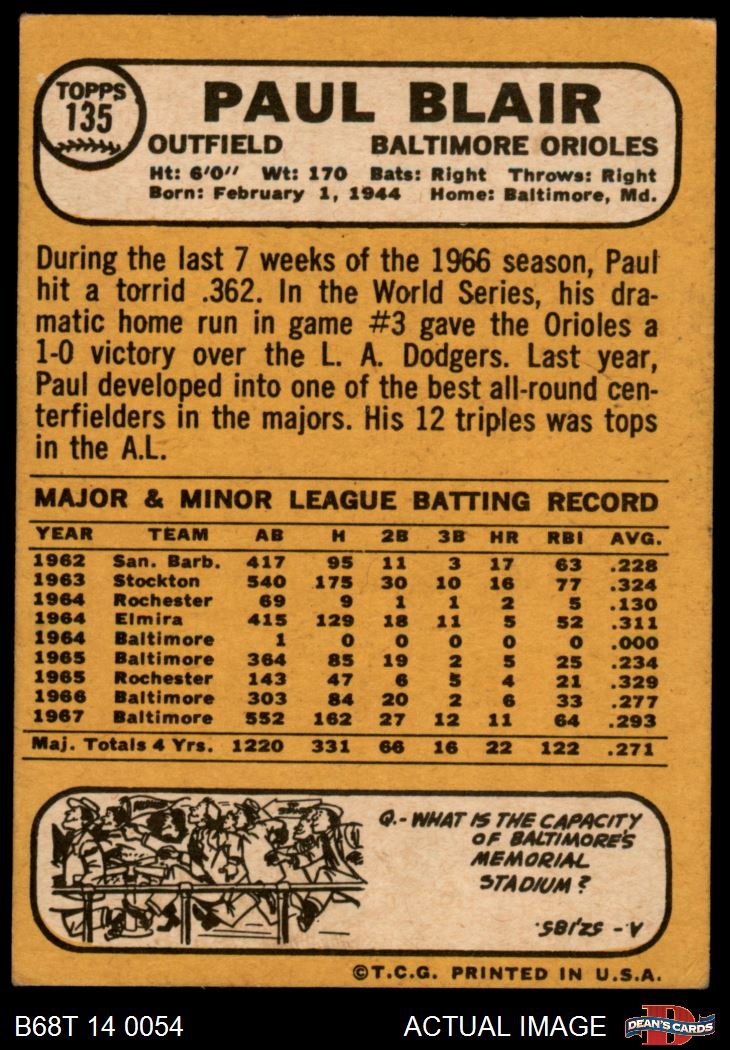 TOPPS
135
PAUL BLAIR
OUTFIELD BALTIMORE ORIOLES
Ht: 6'0'' Wt: 170 Bats: Right Throws: Right
Born: February 1, 1944 Home: Baltimore, Md.
During the last 7 weeks of the 1966 season, Paul
hit a torrid .362. In the World Series, his dra-
matic home run in game #3 gave the Orioles a
1-0 victory over the L. A. Dodgers. Last year,
Paul developed into one of the best all-round cen-
terfielders in the majors. His 12 triples was tops
in the A.L.
MAJOR & MINOR LEAGUE BATTING RECORD
YEAR TEAM AB H 2B 3B HR RBI AVG.
1962 San. Barb. 417 95 11 3 17 63 .228
1963 Stockton 540 175 30 10 16 77 .324
1964 Rochester 69 9 1 1 2 5 .130
1964 Elmira 415 129 18 11 5 52 .311
1964 Baltimore 1 0 0 0 0 0 .000
1965 Baltimore 364 85 19 2 5 25 .234
1965 Rochester 143 47 6 5 4 21 .329
1966 Baltimore 303 84 20 2 6 33 .277
1967 Baltimore 552 162 27 12 11 64 .293
Maj. Totals 4 Yrs. 1220 331 66 16 22 122 .271
Q.- WHAT IS THE CAPACITY
OF BALTIMORE'S
MEMORIAL
STADIUM?
A - 52,185.
©T.C.G. PRINTED IN U.S.A.
B68T 14 0054 ACTUAL IMAGE DEAN'S CARDS